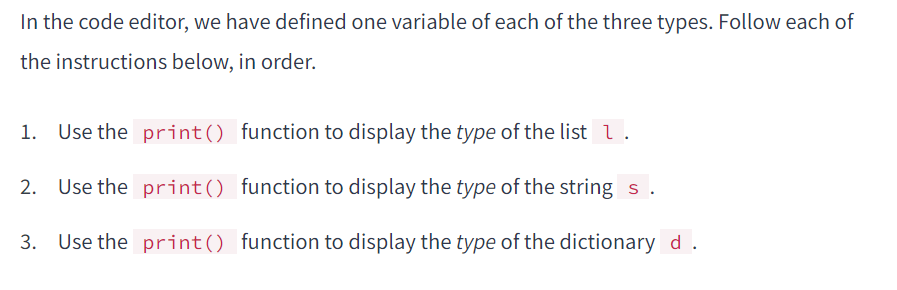 In the code editor, we have defined one variable of each of the three types. Follow each of
the instructions below, in order.
1. Use the print() function to display the type of the list l .
2. Use the print() function to display the type of the string s .
3. Use the print() function to display the type of the dictionary d .